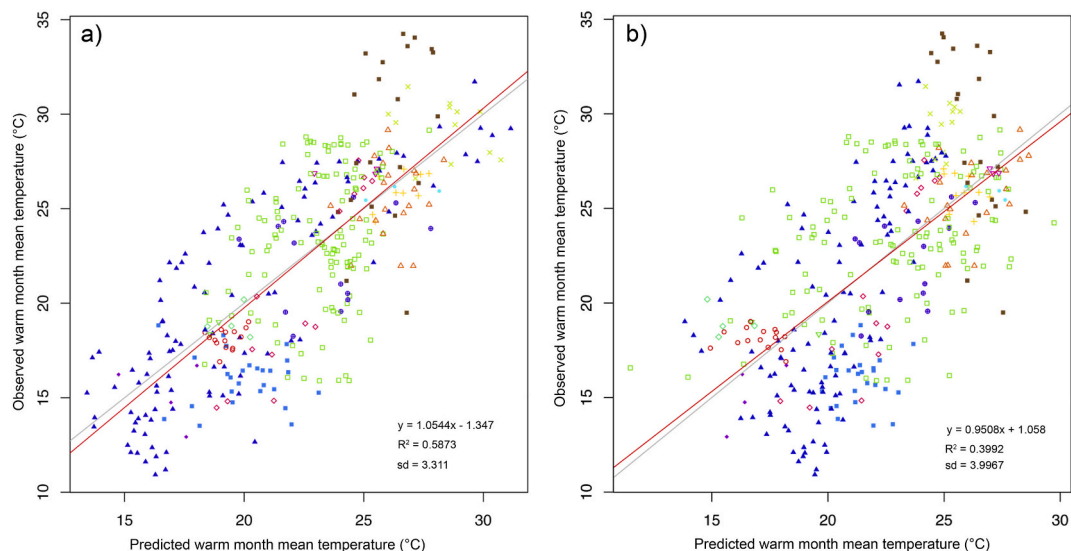 a)
Observed warm month mean temperature (°C)
35
30
25
20
15
10
y = 1.0544x - 1.347
R² = 0.5873
sd = 3.311
15
20
25
30
Predicted warm month mean temperature (°C)
b)
Observed warm month mean temperature (°C)
35
30
25
20
15
10
y = 0.9508x + 1.058
R² = 0.3992
sd = 3.9967
15
20
25
30
Predicted warm month mean temperature (°C)